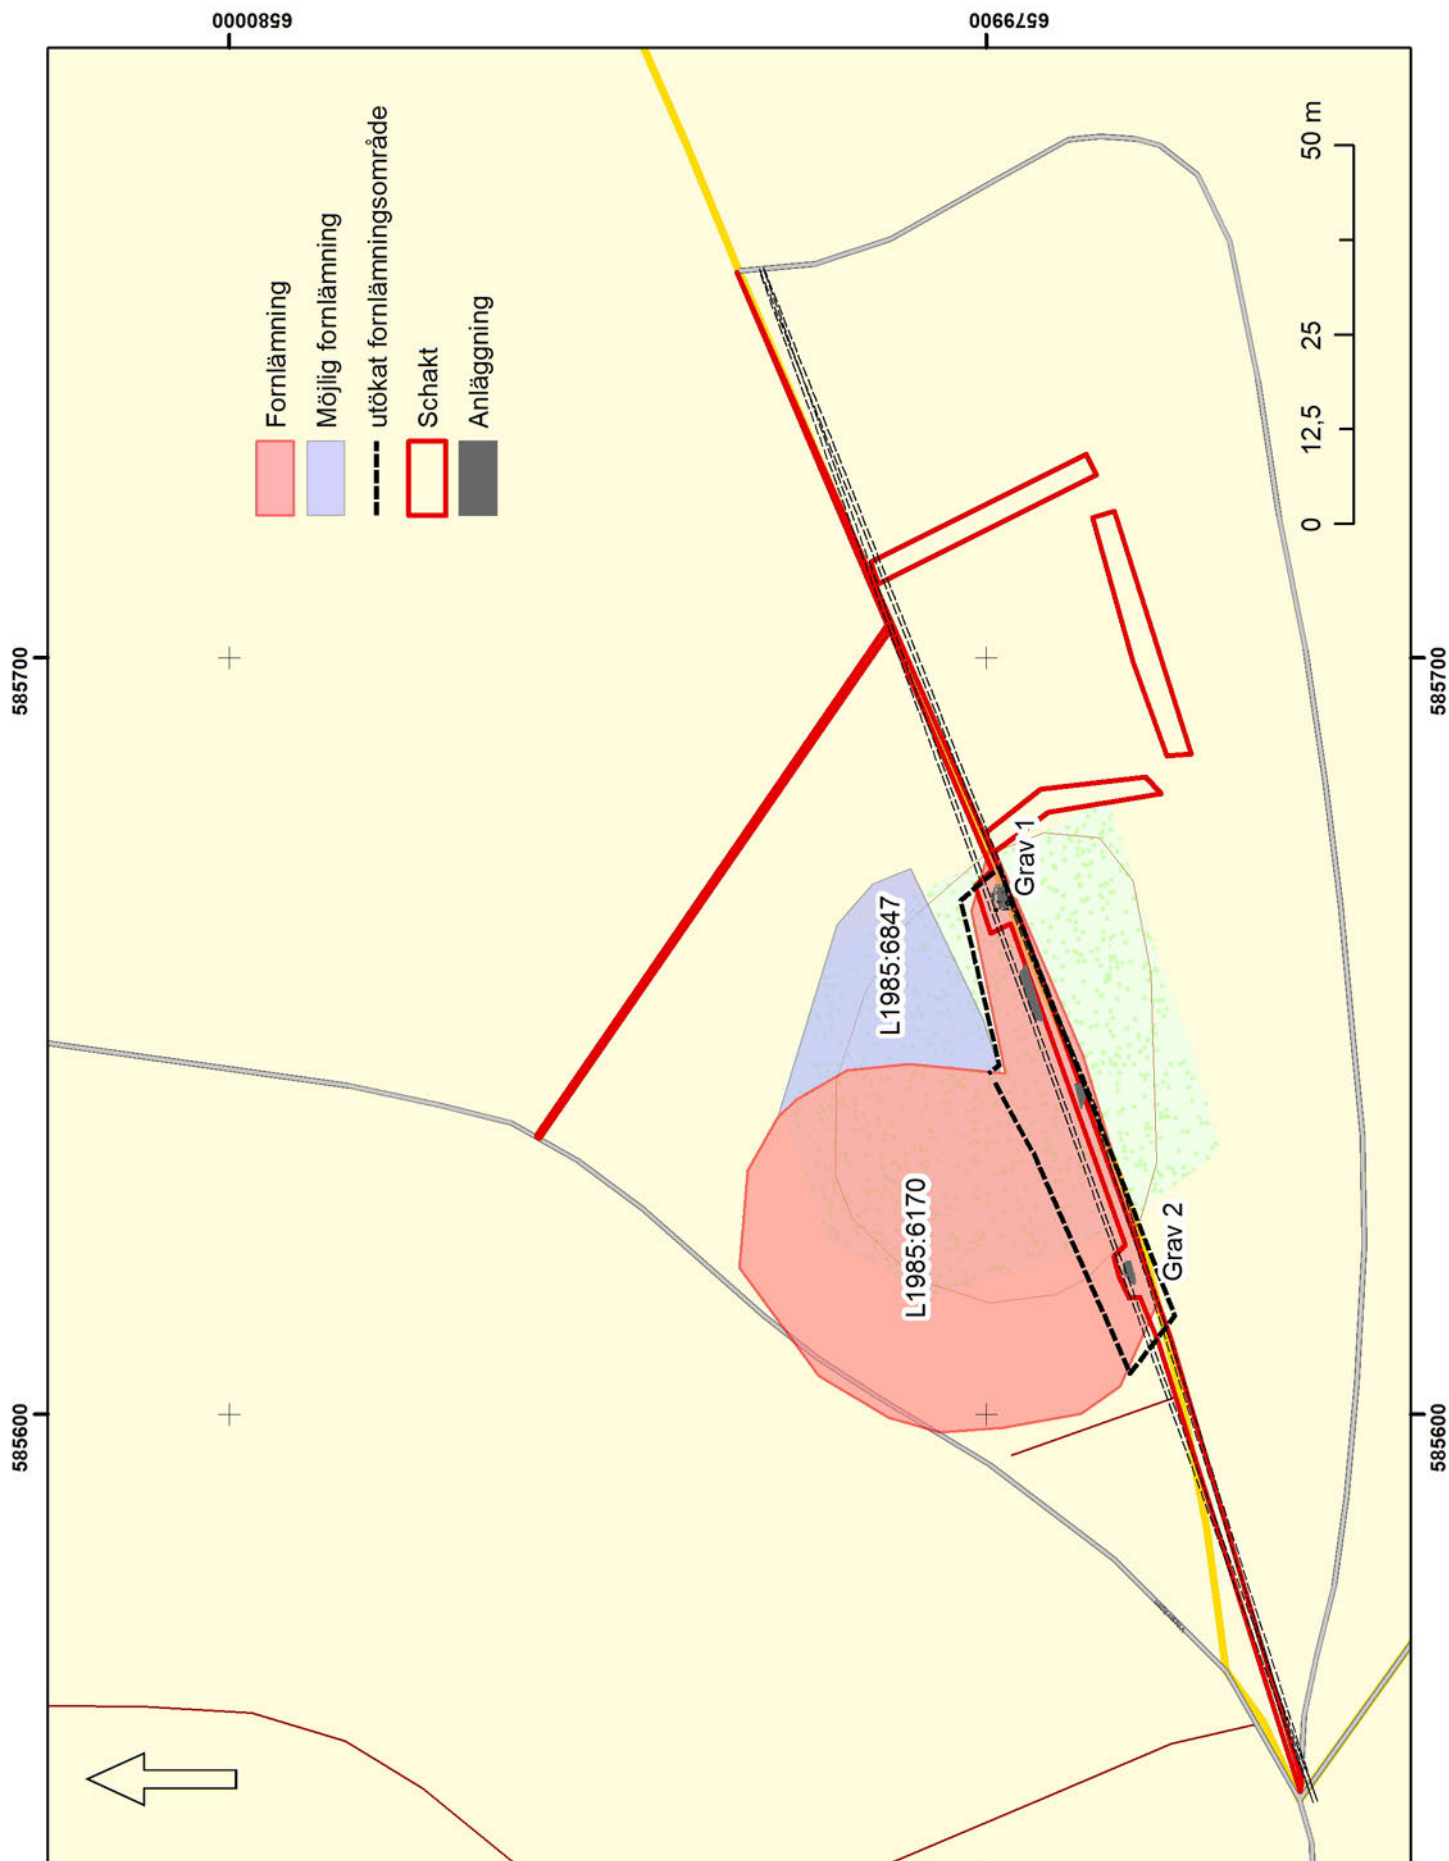 6580000
6579900
585700
585600
Fornlämning
Möjlig fornlämning
utökat fornlämningsområde
Schakt
Anläggning
0 12,5 25 50 m
L1985:6847
L1985:6170
Grav 1
Grav 2
585700
585600